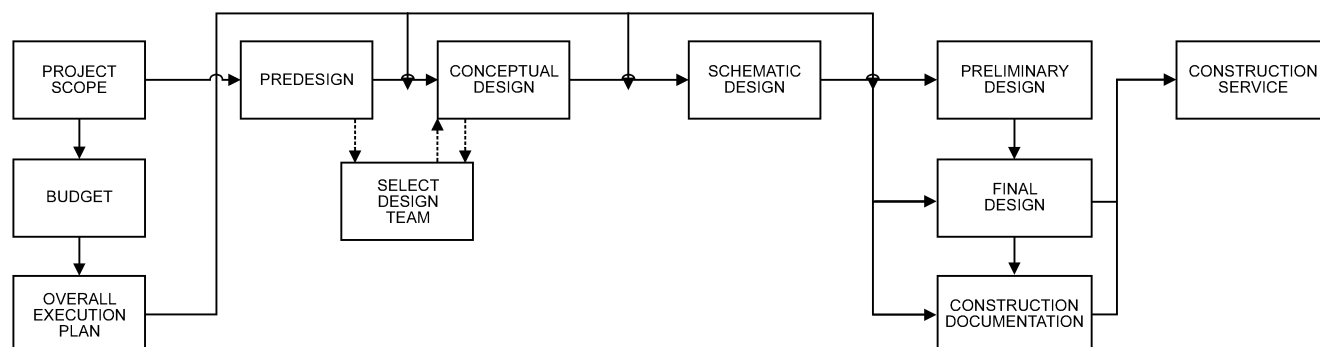 PROJECT
SCOPE
PREDESIGN
CONCEPTUAL
DESIGN
SCHEMATIC
DESIGN
PRELIMINARY
DESIGN
CONSTRUCTION
SERVICE
BUDGET
SELECT
DESIGN
TEAM
FINAL
DESIGN
OVERALL
EXECUTION
PLAN
CONSTRUCTION
DOCUMENTATION